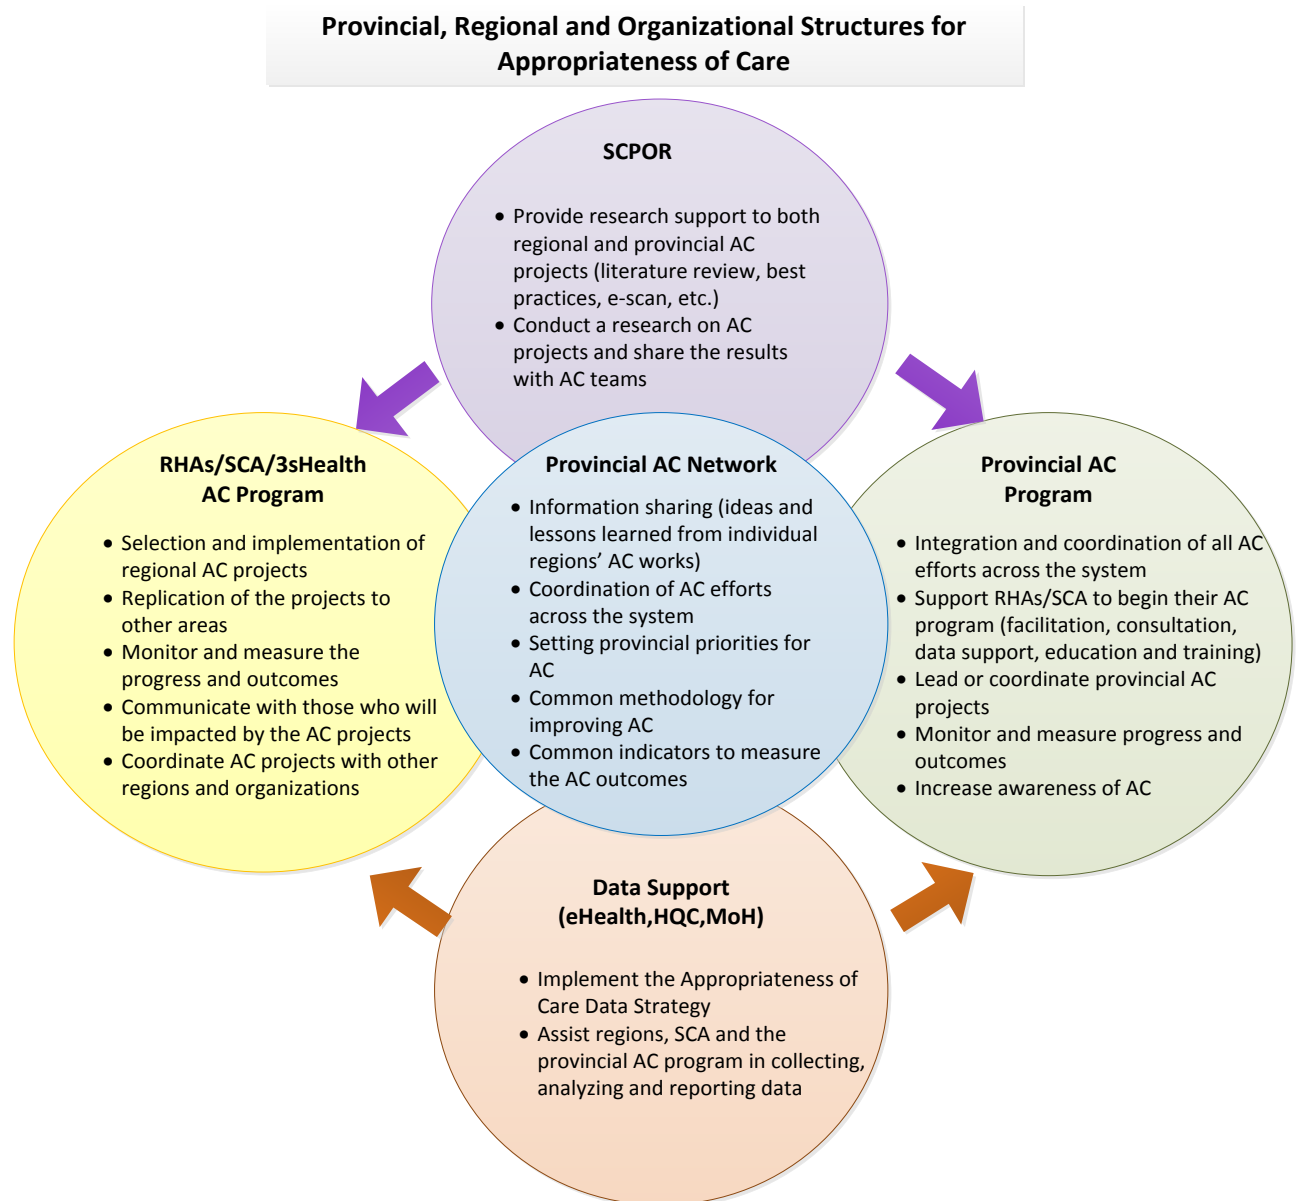 Provincial, Regional and Organizational Structures for
Appropriateness of Care
SCPOR
• Provide research support to both
regional and provincial AC
projects (literature review, best
practices, e-scan, etc.)
• Conduct a research on AC
projects and share the results
with AC teams
RHAs/SCA/3sHealth
AC Program
• Selection and implementation of
regional AC projects
• Replication of the projects to
other areas
• Monitor and measure the
progress and outcomes
• Communicate with those who will
be impacted by the AC projects
• Coordinate AC projects with other
regions and organizations
Provincial AC Network
• Information sharing (ideas and
lessons learned from individual
regions’ AC works)
• Coordination of AC efforts
across the system
• Setting provincial priorities for
AC
• Common methodology for
improving AC
• Common indicators to measure
the AC outcomes
Provincial AC
Program
• Integration and coordination of all AC
efforts across the system
• Support RHAs/SCA to begin their AC
program (facilitation, consultation,
data support, education and training)
• Lead or coordinate provincial AC
projects
• Monitor and measure progress and
outcomes
• Increase awareness of AC
Data Support
(eHealth,HQC,MoH)
• Implement the Appropriateness of
Care Data Strategy
• Assist regions, SCA and the
provincial AC program in collecting,
analyzing and reporting data